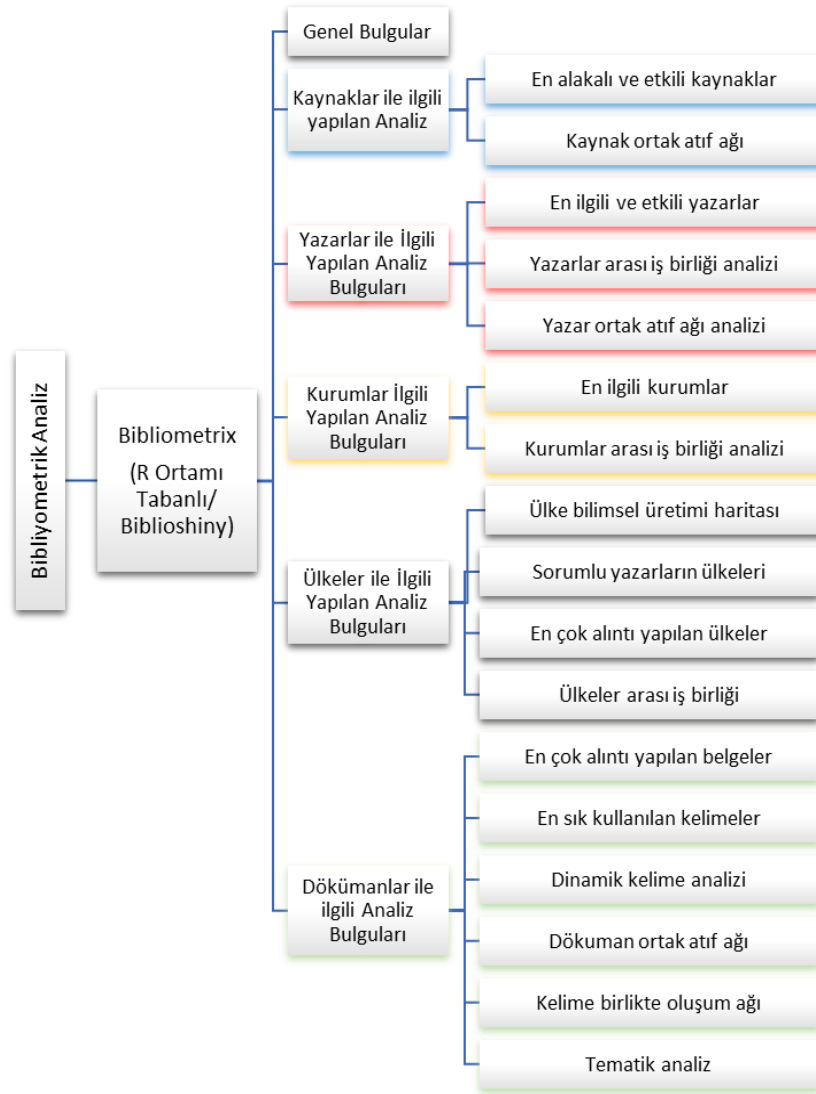 Bibliyometrik Analiz
Bibliometrix
(R Ortamı
Tabanlı/
Biblioshiny)
Genel Bulgular
Kaynaklar ile ilgili
yapılan Analiz
En alakalı ve etkili kaynaklar
Kaynak ortak atıf ağı
Yazarlar ile İlgili
Yapılan Analiz
Bulguları
En ilgili ve etkili yazarlar
Yazarlar arası iş birliği analizi
Yazar ortak atıf ağı analizi
Kurumlar İlgili
Yapılan Analiz
Bulguları
En ilgili kurumlar
Kurumlar arası iş birliği analizi
Ülkeler ile İlgili
Yapılan Analiz
Bulguları
Ülke bilimsel üretimi haritası
Sorumlu yazarların ülkeleri
En çok alıntı yapılan ülkeler
Ülkeler arası iş birliği
Dökümanlar ile
ilgili Analiz
Bulguları
En çok alıntı yapılan belgeler
En sık kullanılan kelimeler
Dinamik kelime analizi
Dökuman ortak atıf ağı
Kelime birlikte oluşum ağı
Tematik analiz